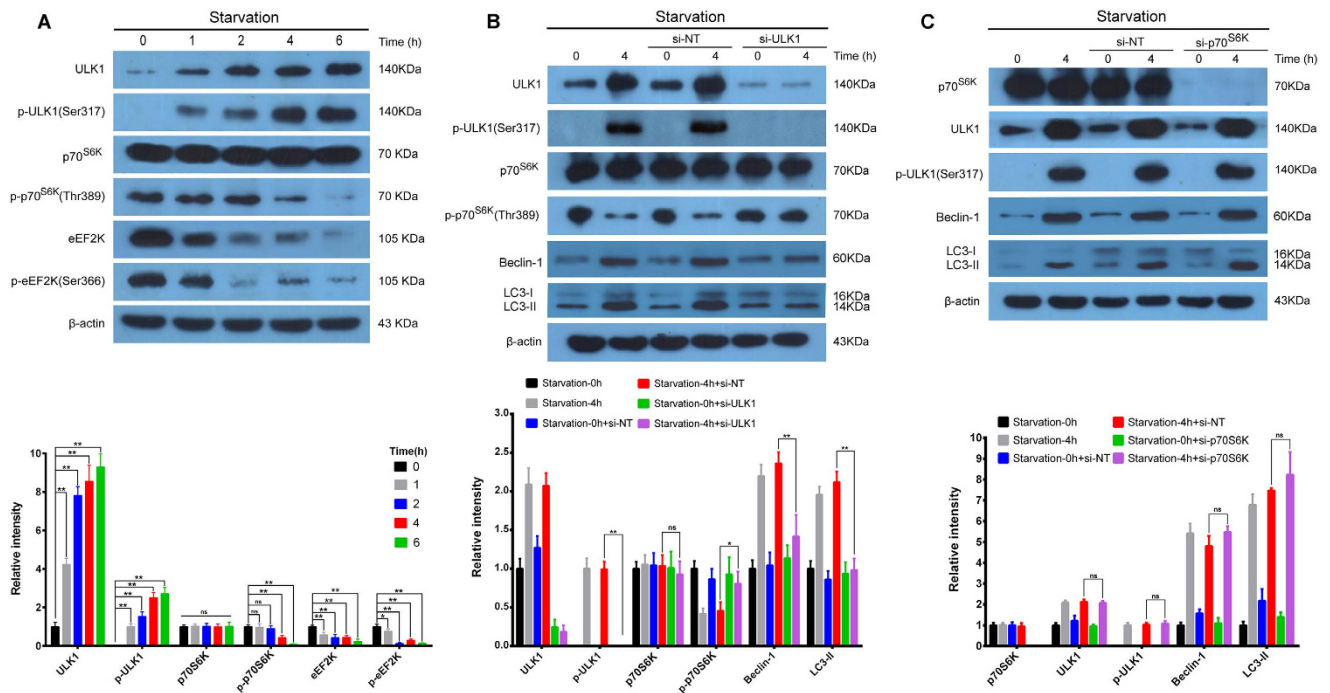 A
Starvation
0 1 2 4 6 Time (h)
ULK1 140KDa
p-ULK1(Ser317) 140KDa
p70S6K 70 KDa
p-p70S6K(Thr389) 70 KDa
eEF2K 105 KDa
p-eEF2K(Ser366) 105 KDa
β-actin 43 KDa
Relative intensity
10
8
6
4
2
0
** ** ** **
** ** ** **
ns
ns ns ** **
** ** ** **
* ** ** **
Time(h)
0
1
2
4
6
ULK1 p-ULK1 p70S6K p-p70S6K eEF2K p-eEF2K
B
Starvation
si-NT si-ULK1
0 4 0 4 0 4 Time (h)
ULK1 140KDa
p-ULK1(Ser317) 140KDa
p70S6K 70KDa
p-p70S6K(Thr389) 70KDa
Beclin-1 60KDa
LC3-I 16KDa
LC3-II 14KDa
β-actin 43KDa
Starvation-0h Starvation-4h+si-NT
Starvation-4h Starvation-0h+si-ULK1
Starvation-0h+si-NT Starvation-4h+si-ULK1
Relative intensity
3.0
2.5
2.0
1.5
1.0
0.5
0.0
** ns * ** **
ULK1 p-ULK1 p70S6K p-p70S6K Beclin-1 LC3-II
C
Starvation
si-NT si-p70S6K
0 4 0 4 0 4 Time (h)
p70S6K 70KDa
ULK1 140KDa
p-ULK1(Ser317) 140KDa
Beclin-1 60KDa
LC3-I 16KDa
LC3-II 14KDa
β-actin 43KDa
Starvation-0h Starvation-4h+si-NT
Starvation-4h Starvation-0h+si-p70S6K
Starvation-0h+si-NT Starvation-4h+si-p70S6K
Relative intensity
10
9
8
7
6
5
4
3
2
1
0
ns ns ns ns
p70S6K ULK1 p-ULK1 Beclin-1 LC3-II